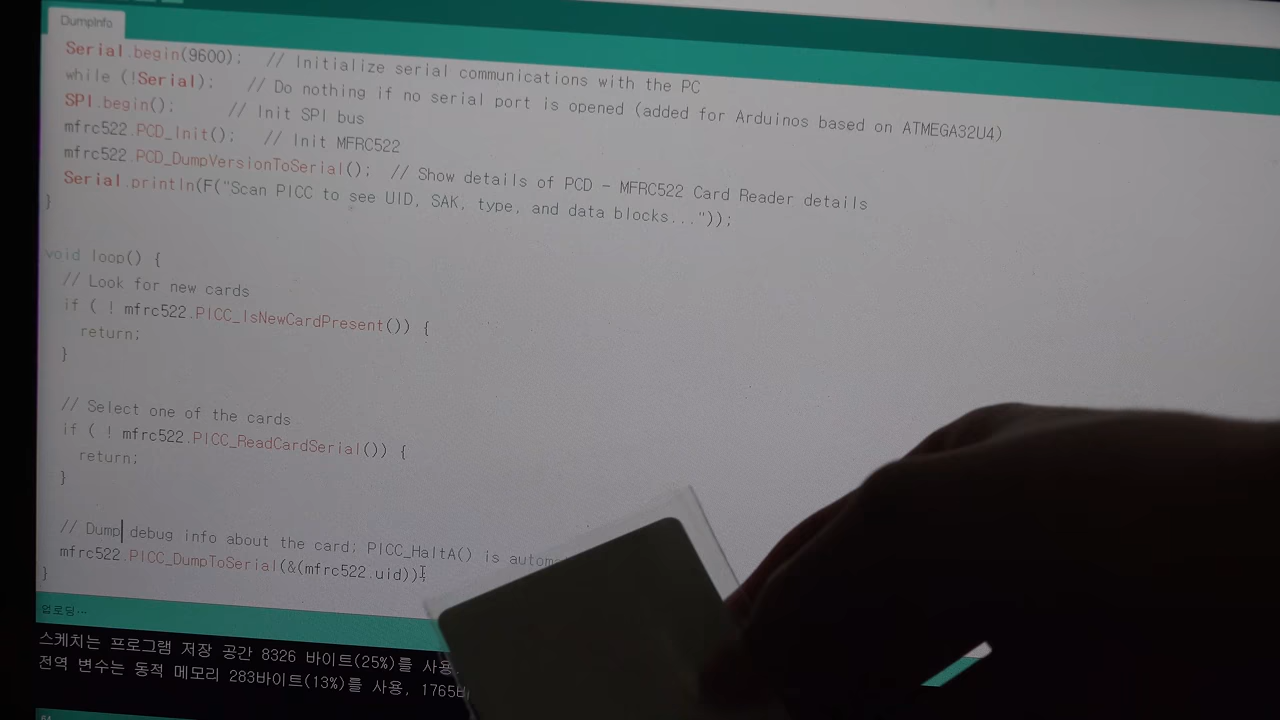 DumpInfo
Serial.begin(9600);   // Initialize serial communications with the PC
while (!Serial);    // Do nothing if no serial port is opened (added for Arduinos based on ATMEGA32U4)
SPI.begin();      // Init SPI bus
mfrc522.PCD_Init();   // Init MFRC522
mfrc522.PCD_DumpVersionToSerial();  // Show details of PCD - MFRC522 Card Reader details
Serial.println(F("Scan PICC to see UID, SAK, type, and data blocks..."));
}
void loop() {
// Look for new cards
if ( ! mfrc522.PICC_IsNewCardPresent()) {
return;
}
// Select one of the cards
if ( ! mfrc522.PICC_ReadCardSerial()) {
return;
}
// Dump debug info about the card; PICC_HaltA() is autom
mfrc522.PICC_DumpToSerial(&(mfrc522.uid));
}
업로딩...
스케치는 프로그램 저장 공간 8326 바이트(25%)를 사용
전역 변수는 동적 메모리 283바이트(13%)를 사용, 1765바
64